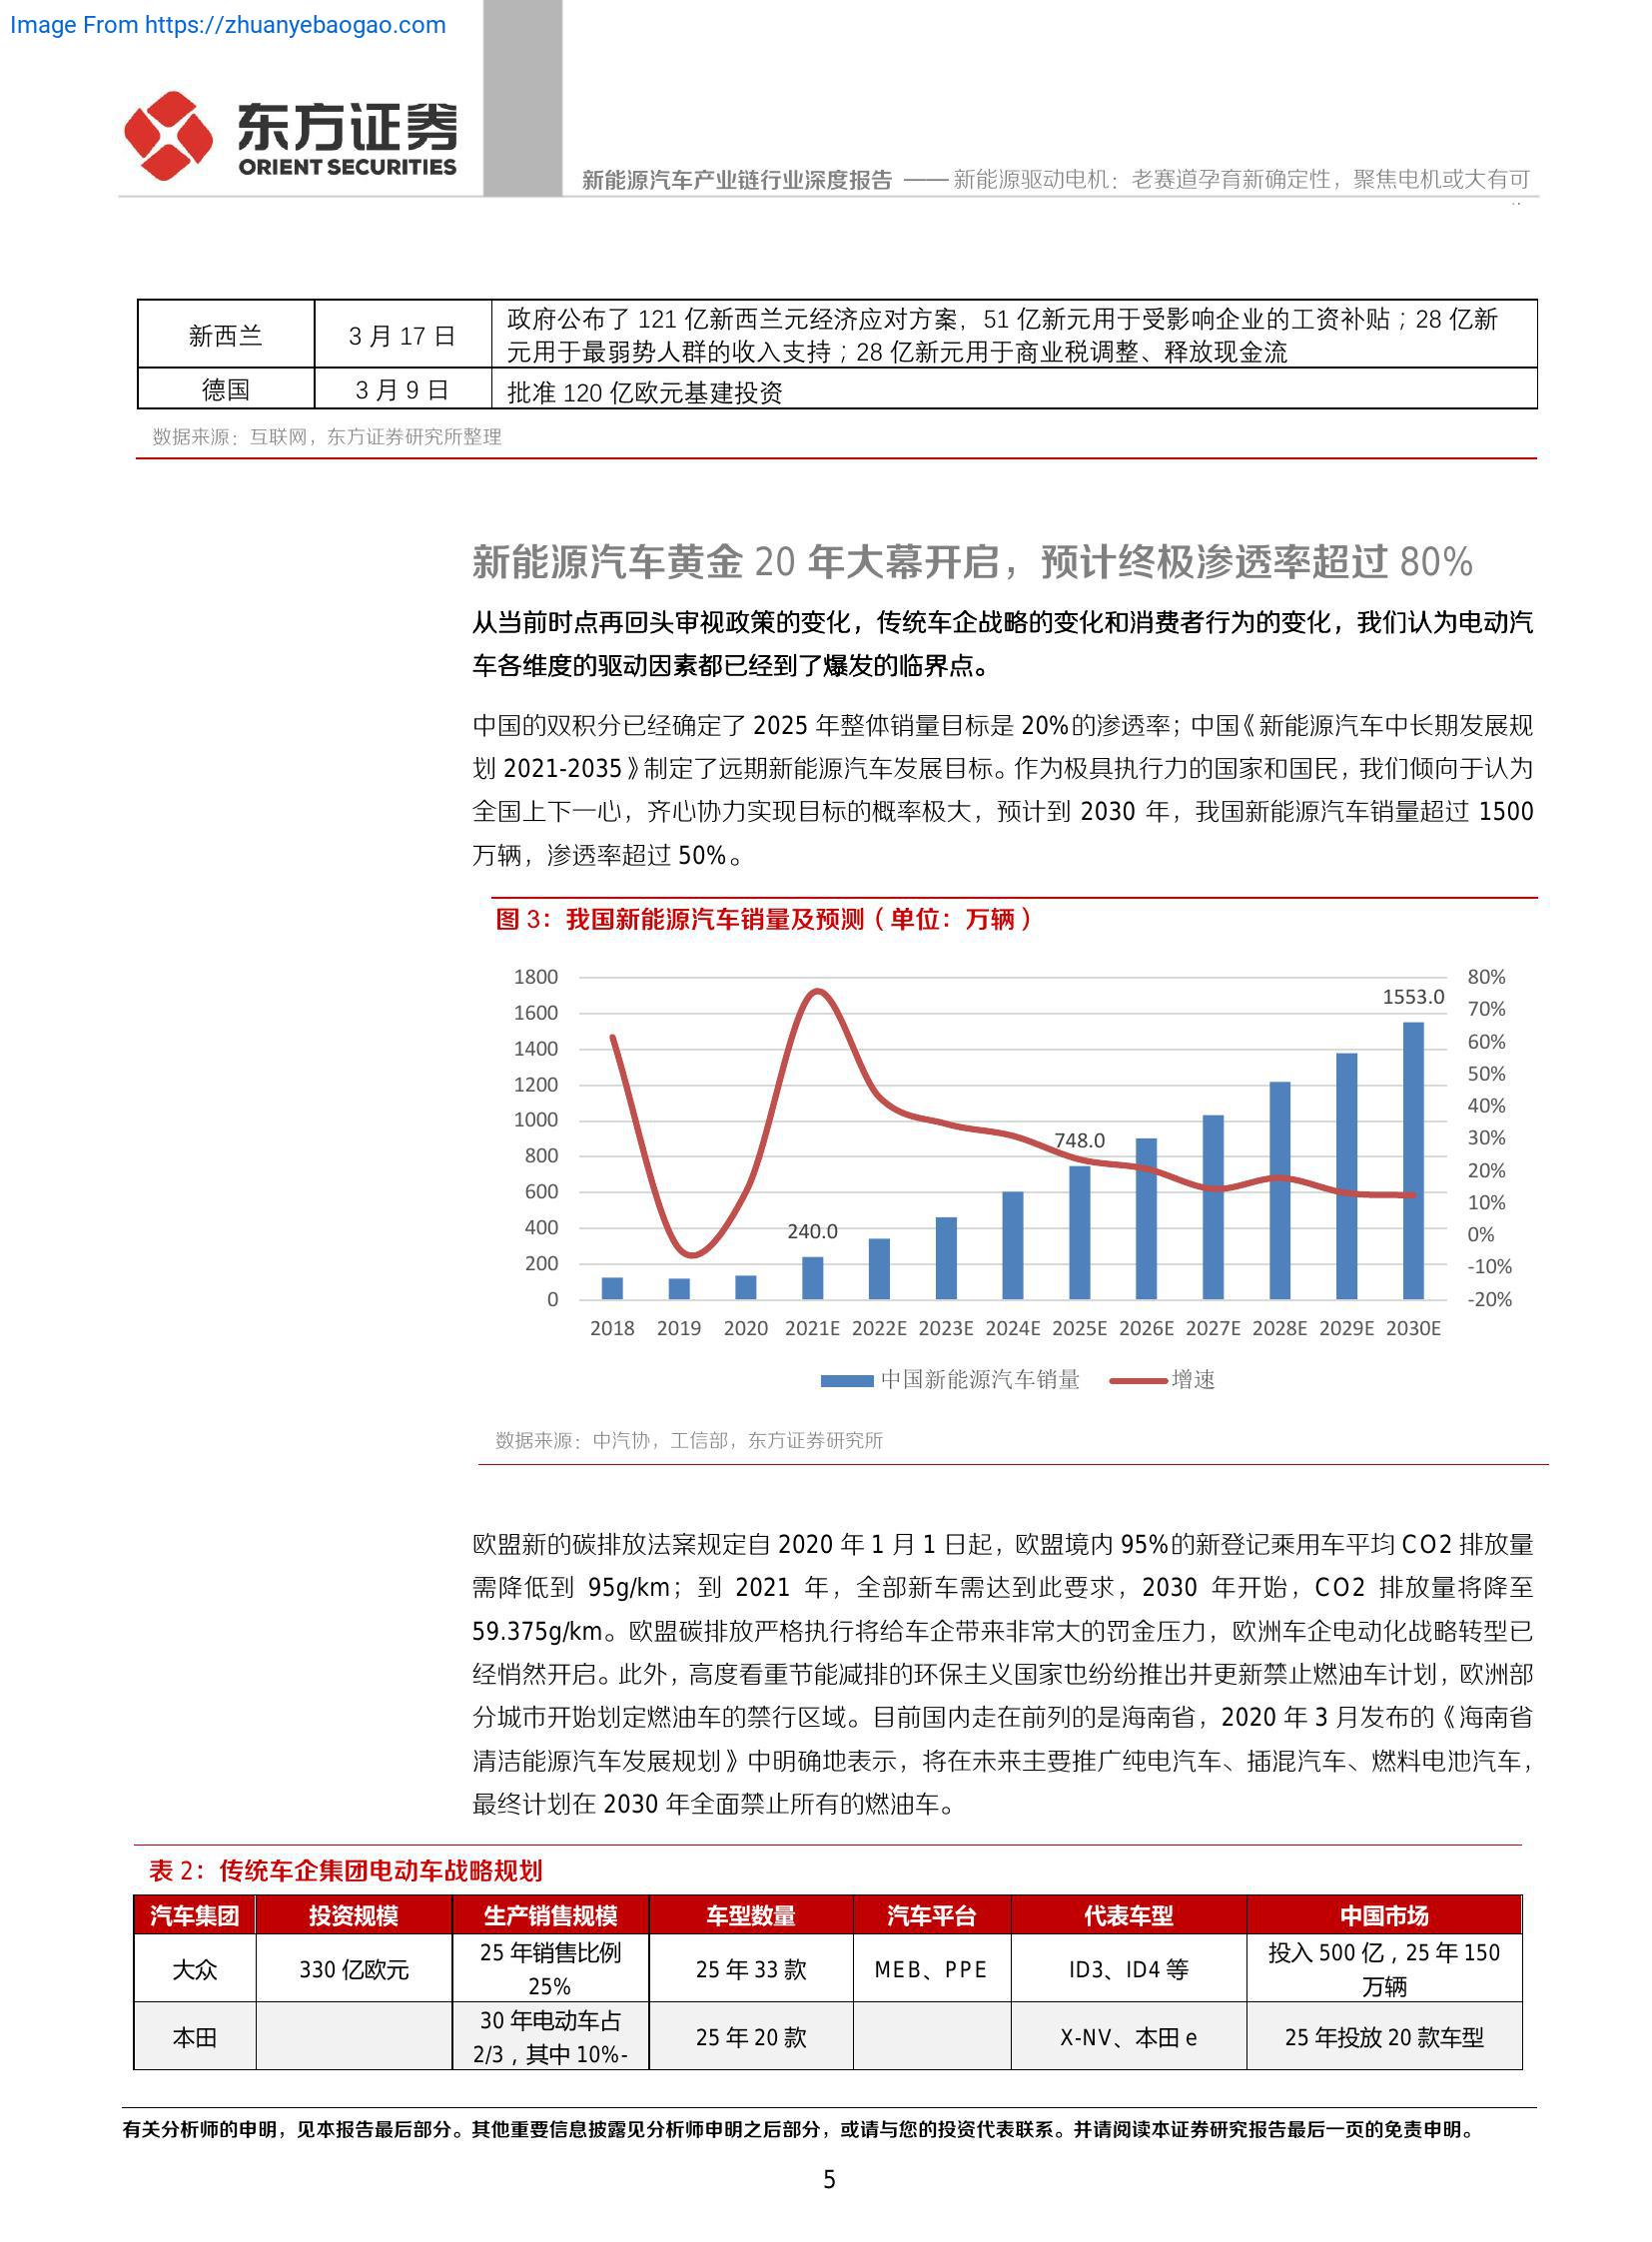 Image From https://zhuanyebaogao.com
东方证券
ORIENT SECURITIES
新能源汽车产业链行业深度报告 —— 新能源驱动电机：老赛道孕育新确定性，聚焦电机或大有可
新西兰 3 月 17 日 政府公布了 121 亿新西兰元经济应对方案，51 亿新元用于受影响企业的工资补贴；28 亿新
元用于最弱势人群的收入支持；28 亿新元用于商业税调整、释放现金流
德国 3 月 9 日 批准 120 亿欧元基建投资
数据来源：互联网，东方证券研究所整理
新能源汽车黄金 20 年大幕开启，预计终极渗透率超过 80%
从当前时点再回头审视政策的变化，传统车企战略的变化和消费者行为的变化，我们认为电动汽
车各维度的驱动因素都已经到了爆发的临界点。
中国的双积分已经确定了 2025 年整体销量目标是 20%的渗透率；中国《新能源汽车中长期发展规
划 2021-2035》制定了远期新能源汽车发展目标。作为极具执行力的国家和国民，我们倾向于认为
全国上下一心，齐心协力实现目标的概率极大，预计到 2030 年，我国新能源汽车销量超过 1500
万辆，渗透率超过 50%。
图 3：我国新能源汽车销量及预测（单位：万辆）
1800 80%
1553.0
1600 70%
1400 60%
1200 50%
1000 40%
800 748.0 30%
600 20%
400 240.0 10%
200 0%
0 -10%
-20%
2018 2019 2020 2021E 2022E 2023E 2024E 2025E 2026E 2027E 2028E 2029E 2030E
中国新能源汽车销量 增速
数据来源：中汽协，工信部，东方证券研究所
欧盟新的碳排放法案规定自 2020 年 1 月 1 日起，欧盟境内 95%的新登记乘用车平均 CO2 排放量
需降低到 95g/km；到 2021 年，全部新车需达到此要求，2030 年开始，CO2 排放量将降至
59.375g/km。欧盟碳排放严格执行将给车企带来非常大的罚金压力，欧洲车企电动化战略转型已
经悄然开启。此外，高度看重节能减排的环保主义国家也纷纷推出并更新禁止燃油车计划，欧洲部
分城市开始划定燃油车的禁行区域。目前国内走在前列的是海南省，2020 年 3 月发布的《海南省
清洁能源汽车发展规划》中明确地表示，将在未来主要推广纯电汽车、插混汽车、燃料电池汽车，
最终计划在 2030 年全面禁止所有的燃油车。
表 2：传统车企集团电动车战略规划
汽车集团 投资规模 生产销售规模 车型数量 汽车平台 代表车型 中国市场
大众 330 亿欧元 25 年销售比例 25% 25 年 33 款 MEB、PPE ID3、ID4 等 投入 500 亿，25 年 150 万辆
本田 30 年电动车占 2/3，其中 10%- 25 年 20 款 X-NV、本田 e 25 年投放 20 款车型
有关分析师的申明，见本报告最后部分。其他重要信息披露见分析师申明之后部分，或请与您的投资代表联系。并请阅读本证券研究报告最后一页的免责申明。
5